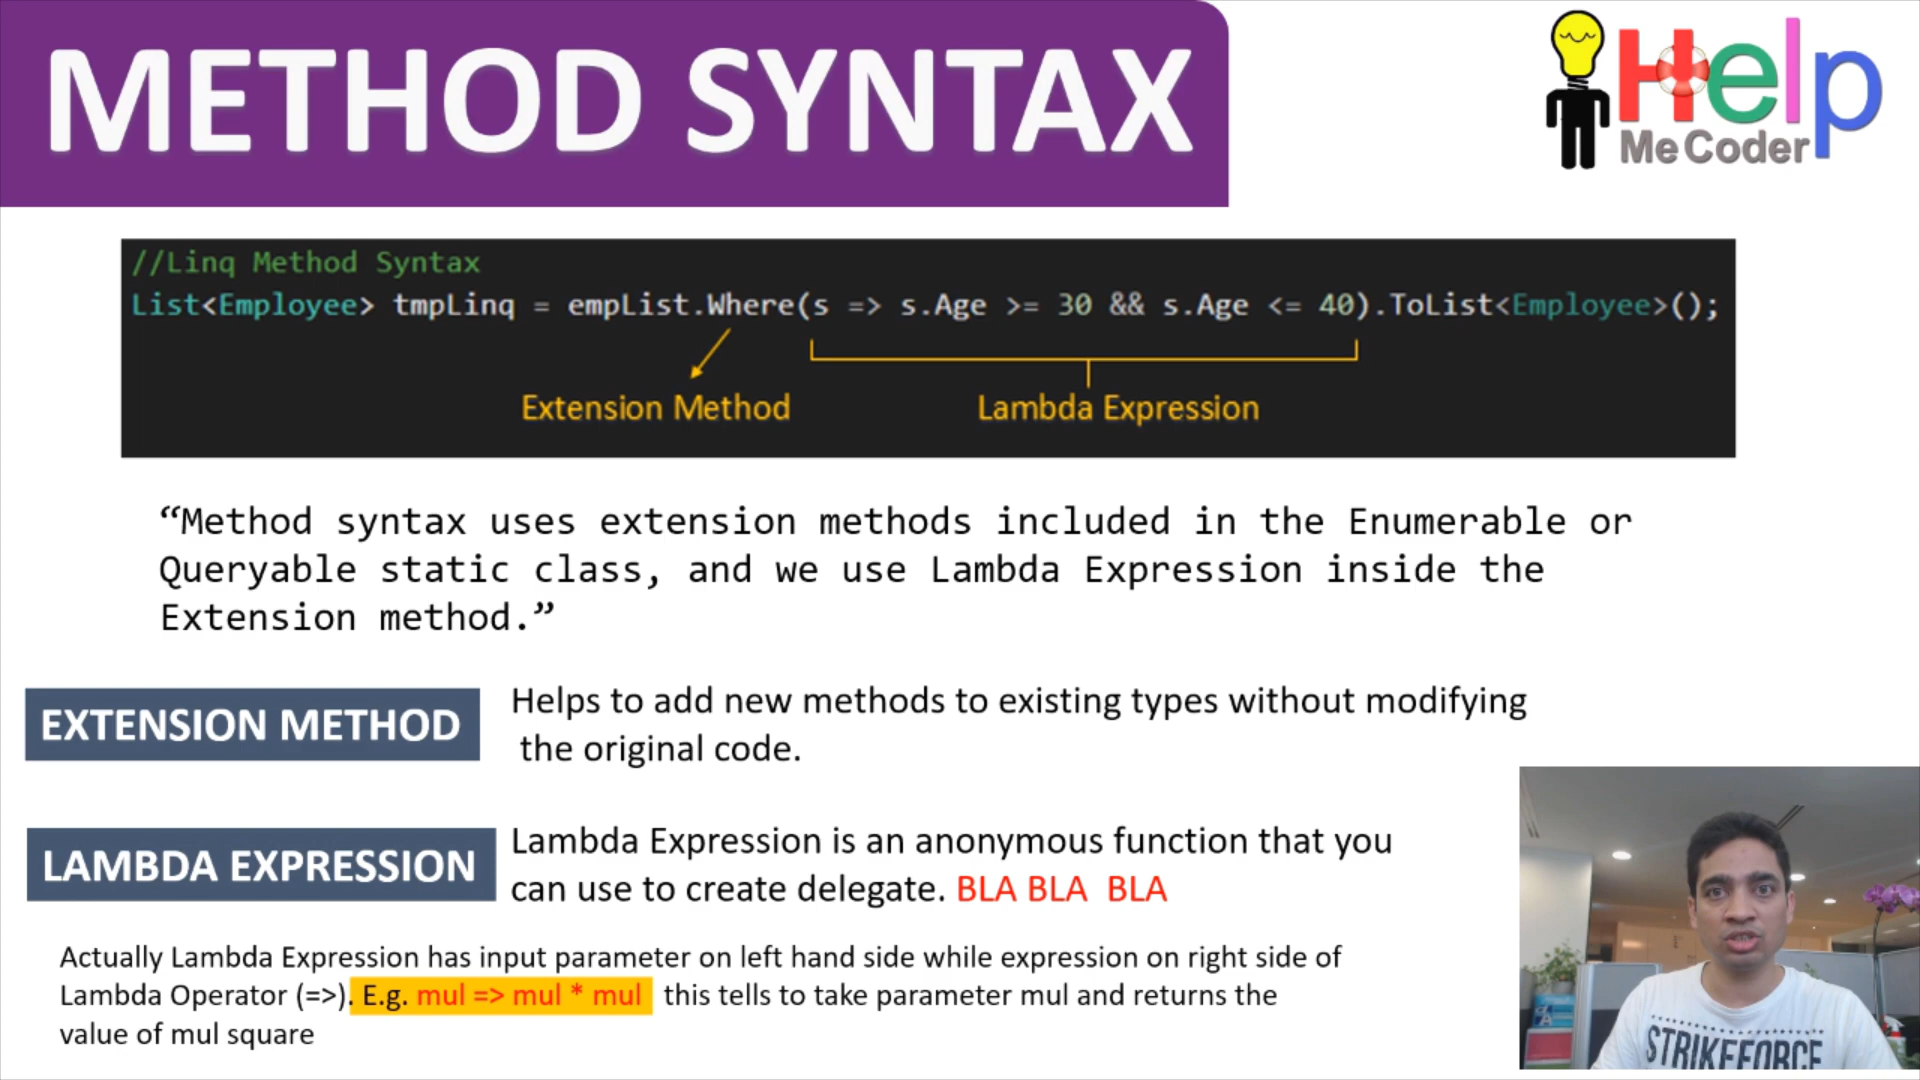 METHOD SYNTAX
Help
Me Coder
//Linq Method Syntax
List<Employee> tmpLinq = empList.Where(s => s.Age >= 30 && s.Age <= 40).ToList<Employee>();
Extension Method
Lambda Expression
“Method syntax uses extension methods included in the Enumerable or
Queryable static class, and we use Lambda Expression inside the
Extension method.”
EXTENSION METHOD
Helps to add new methods to existing types without modifying
the original code.
LAMBDA EXPRESSION
Lambda Expression is an anonymous function that you
can use to create delegate. BLA BLA  BLA
Actually Lambda Expression has input parameter on left hand side while expression on right side of
Lambda Operator (=>). E.g. mul => mul * mul this tells to take parameter mul and returns the
value of mul square
STRIKEFORCE